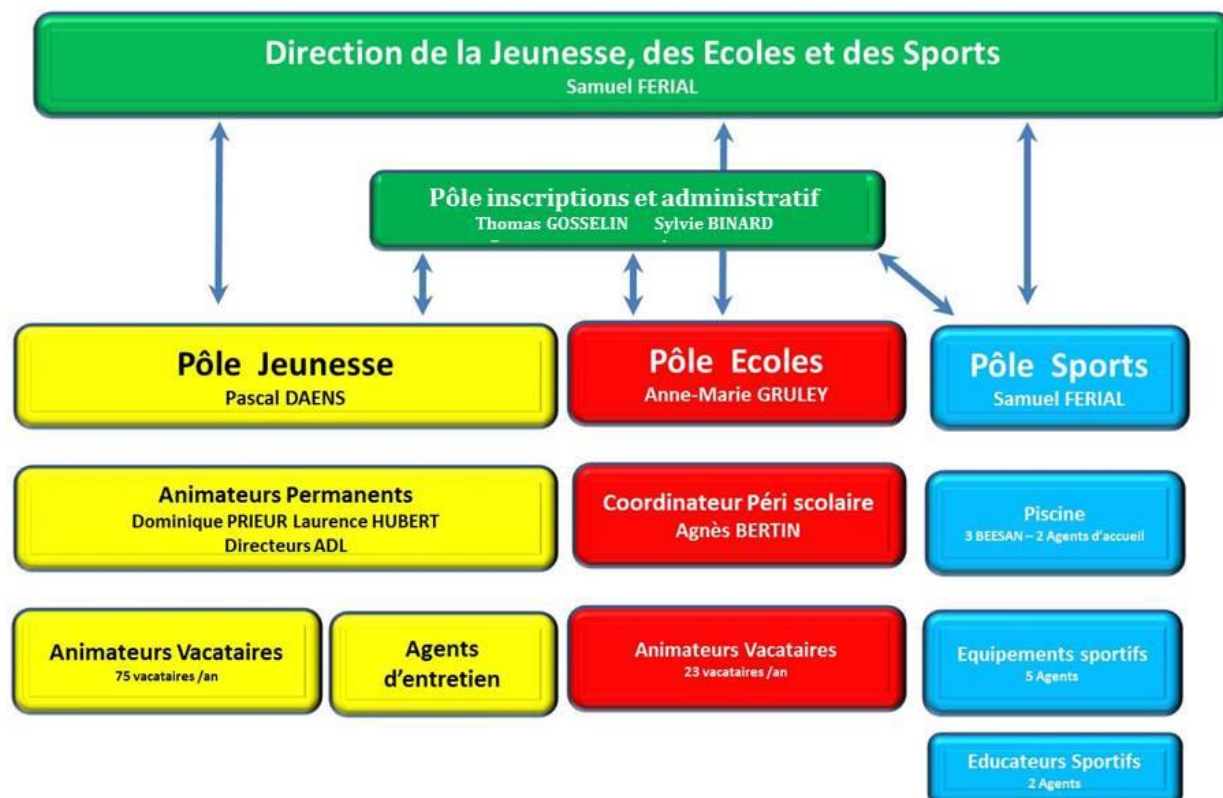 Direction de la Jeunesse, des Ecoles et des Sports
Samuel FERIAL
Pôle inscriptions et administratif
Thomas GOSSELIN Sylvie BINARD
Pôle Jeunesse
Pascal DAENS
Pôle Ecoles
Anne-Marie GRULEY
Pôle Sports
Samuel FERIAL
Animateurs Permanents
Dominique PRIEUR Laurence HUBERT
Directeurs ADL
Coordinateur Péri scolaire
Agnès BERTIN
Piscine
3 BEESAN – 2 Agents d'accueil
Animateurs Vacataires
75 vacataires /an
Agents
d'entretien
Animateurs Vacataires
23 vacataires /an
Equipements sportifs
5 Agents
Educateurs Sportifs
2 Agents